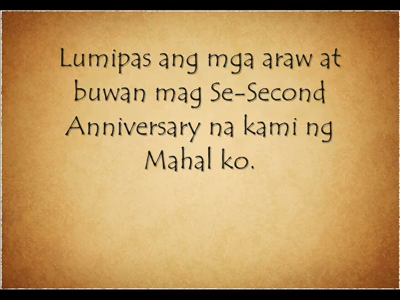 Lumipas ang mga araw at
buwan mag Se-Second
Anniversary na kami ng
Mahal ko.